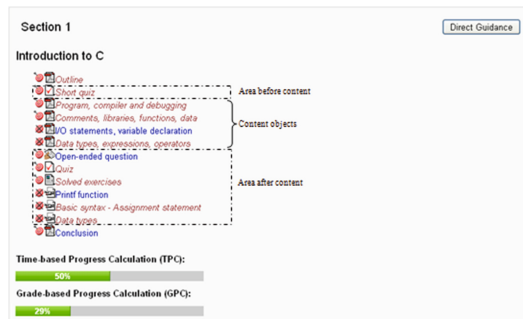 Section 1
Direct Guidance
Introduction to C
Outline
Short quiz
Area before content
Program, compiler and debugging
Comments, libraries, functions, data
Content objects
I/O statements, variable declaration
Data types, expressions, operators
Open-ended question
Quiz
Solved exercises
Area after content
Printf function
Basic syntax - Assignment statement
Data types
Conclusion
Time-based Progress Calculation (TPC):
50%
Grade-based Progress Calculation (GPC):
29%